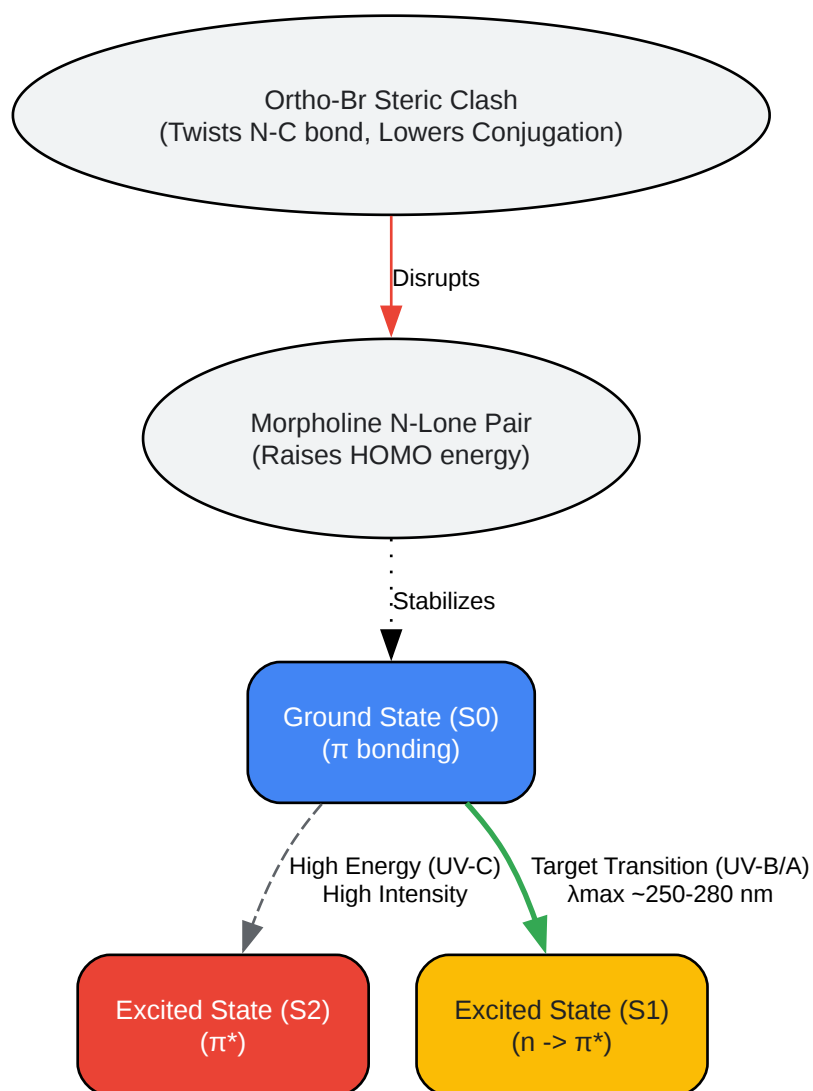 Ortho-Br Steric Clash
(Twists N-C bond, Lowers Conjugation)
Disrupts
Morpholine N-Lone Pair
(Raises HOMO energy)
Stabilizes
Ground State (S0)
(π bonding)
High Energy (UV-C)
High Intensity
Target Transition (UV-B/A)
λmax ~250-280 nm
Excited State (S2)
(π*)
Excited State (S1)
(n -> π*)